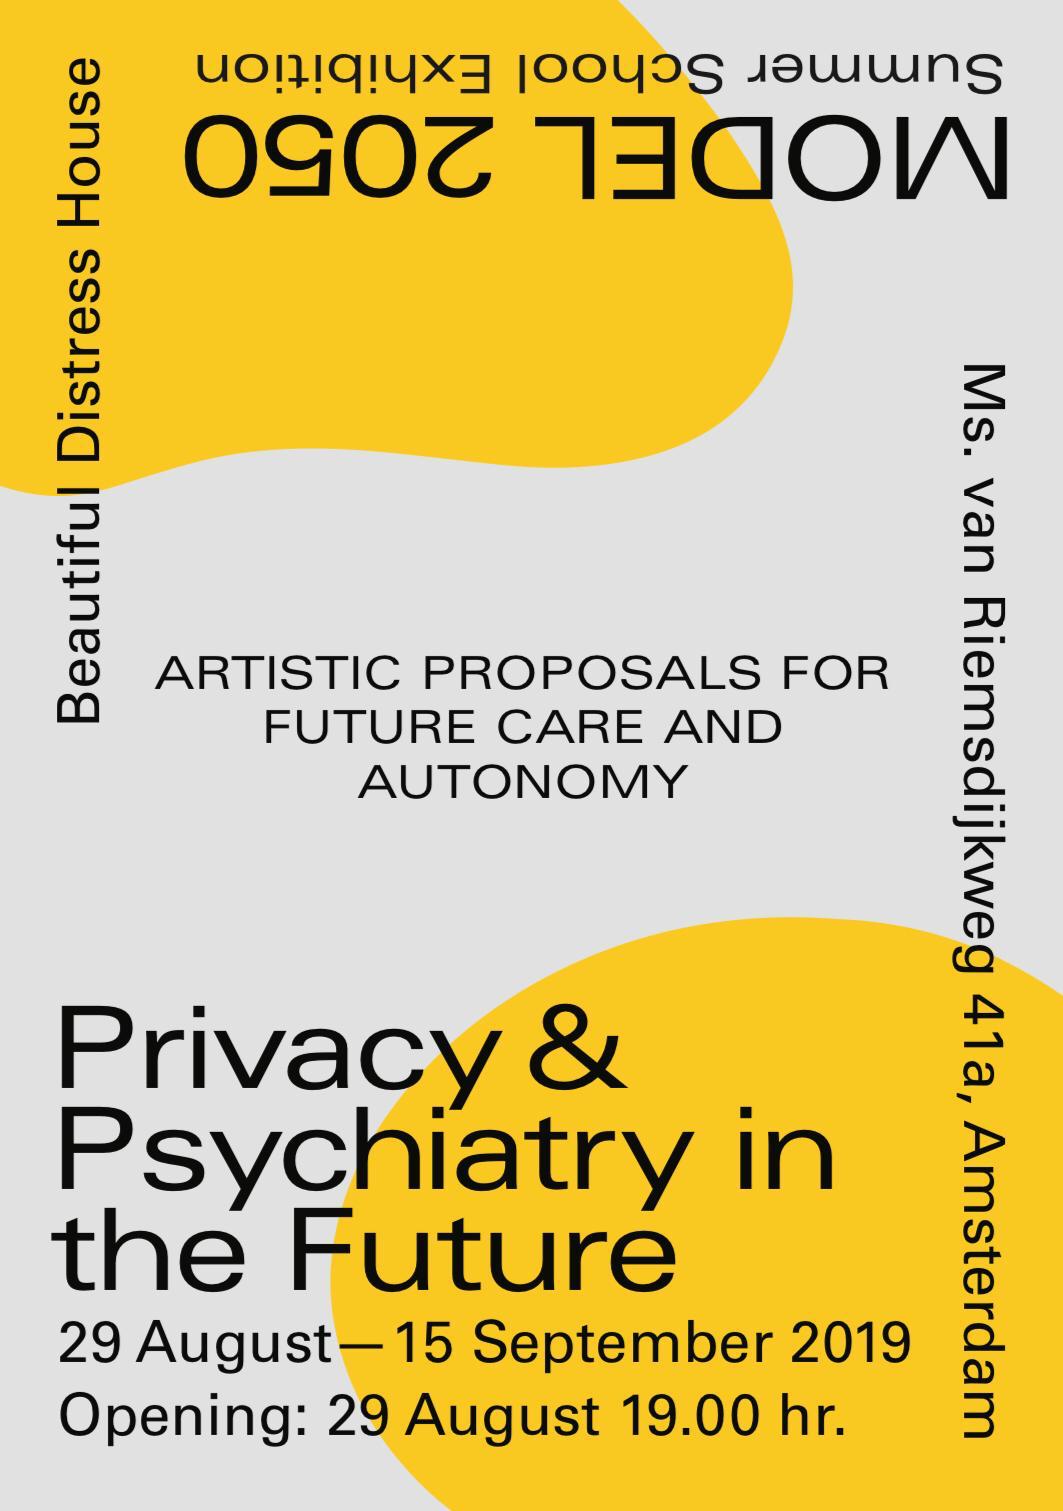 MODEL 2050
Summer School Exhibition
Beautiful Distress House
Ms. van Riemsdijkweg 41a, Amsterdam
ARTISTIC PROPOSALS FOR
FUTURE CARE AND
AUTONOMY
Privacy &
Psychiatry in
the Future
29 August—15 September 2019
Opening: 29 August 19.00 hr.